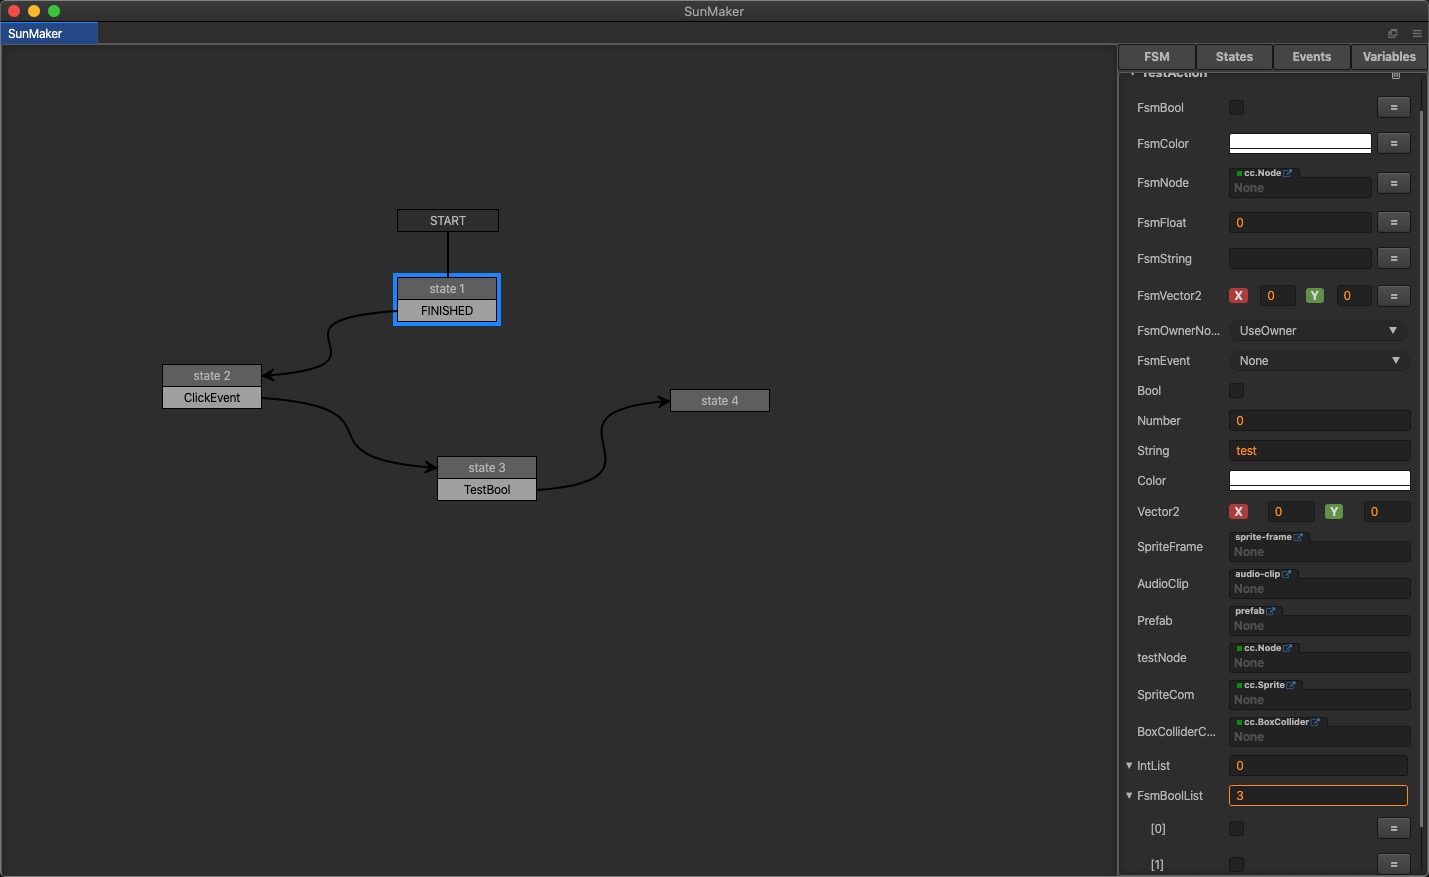 SunMaker
SunMaker
FSM
States
Events
Variables
START
state 1
FINISHED
state 2
ClickEvent
state 3
TestBool
state 4
TestAction
FsmBool =
FsmColor =
FsmNode cc.Node None =
FsmFloat 0 =
FsmString =
FsmVector2 X 0 Y 0 =
FsmOwnerNo... UseOwner
FsmEvent None
Bool
Number 0
String test
Color
Vector2 X 0 Y 0
SpriteFrame sprite-frame None
AudioClip audio-clip None
Prefab prefab None
testNode cc.Node None
SpriteCom cc.Sprite None
BoxColliderC... cc.BoxCollider None
IntList 0
FsmBoolList 3
[0] =
[1] =